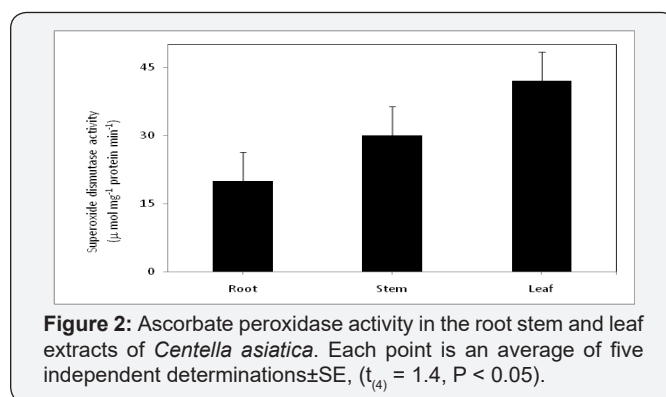 Superoxide dismutase activity
(µ mol mg⁻¹ protein min⁻¹)
45
30
15
0
Root Stem Leaf
Figure 2: Ascorbate peroxidase activity in the root stem and leaf
extracts of Centella asiatica. Each point is an average of five
independent determinations±SE, (t₍₄₎ = 1.4, P < 0.05).